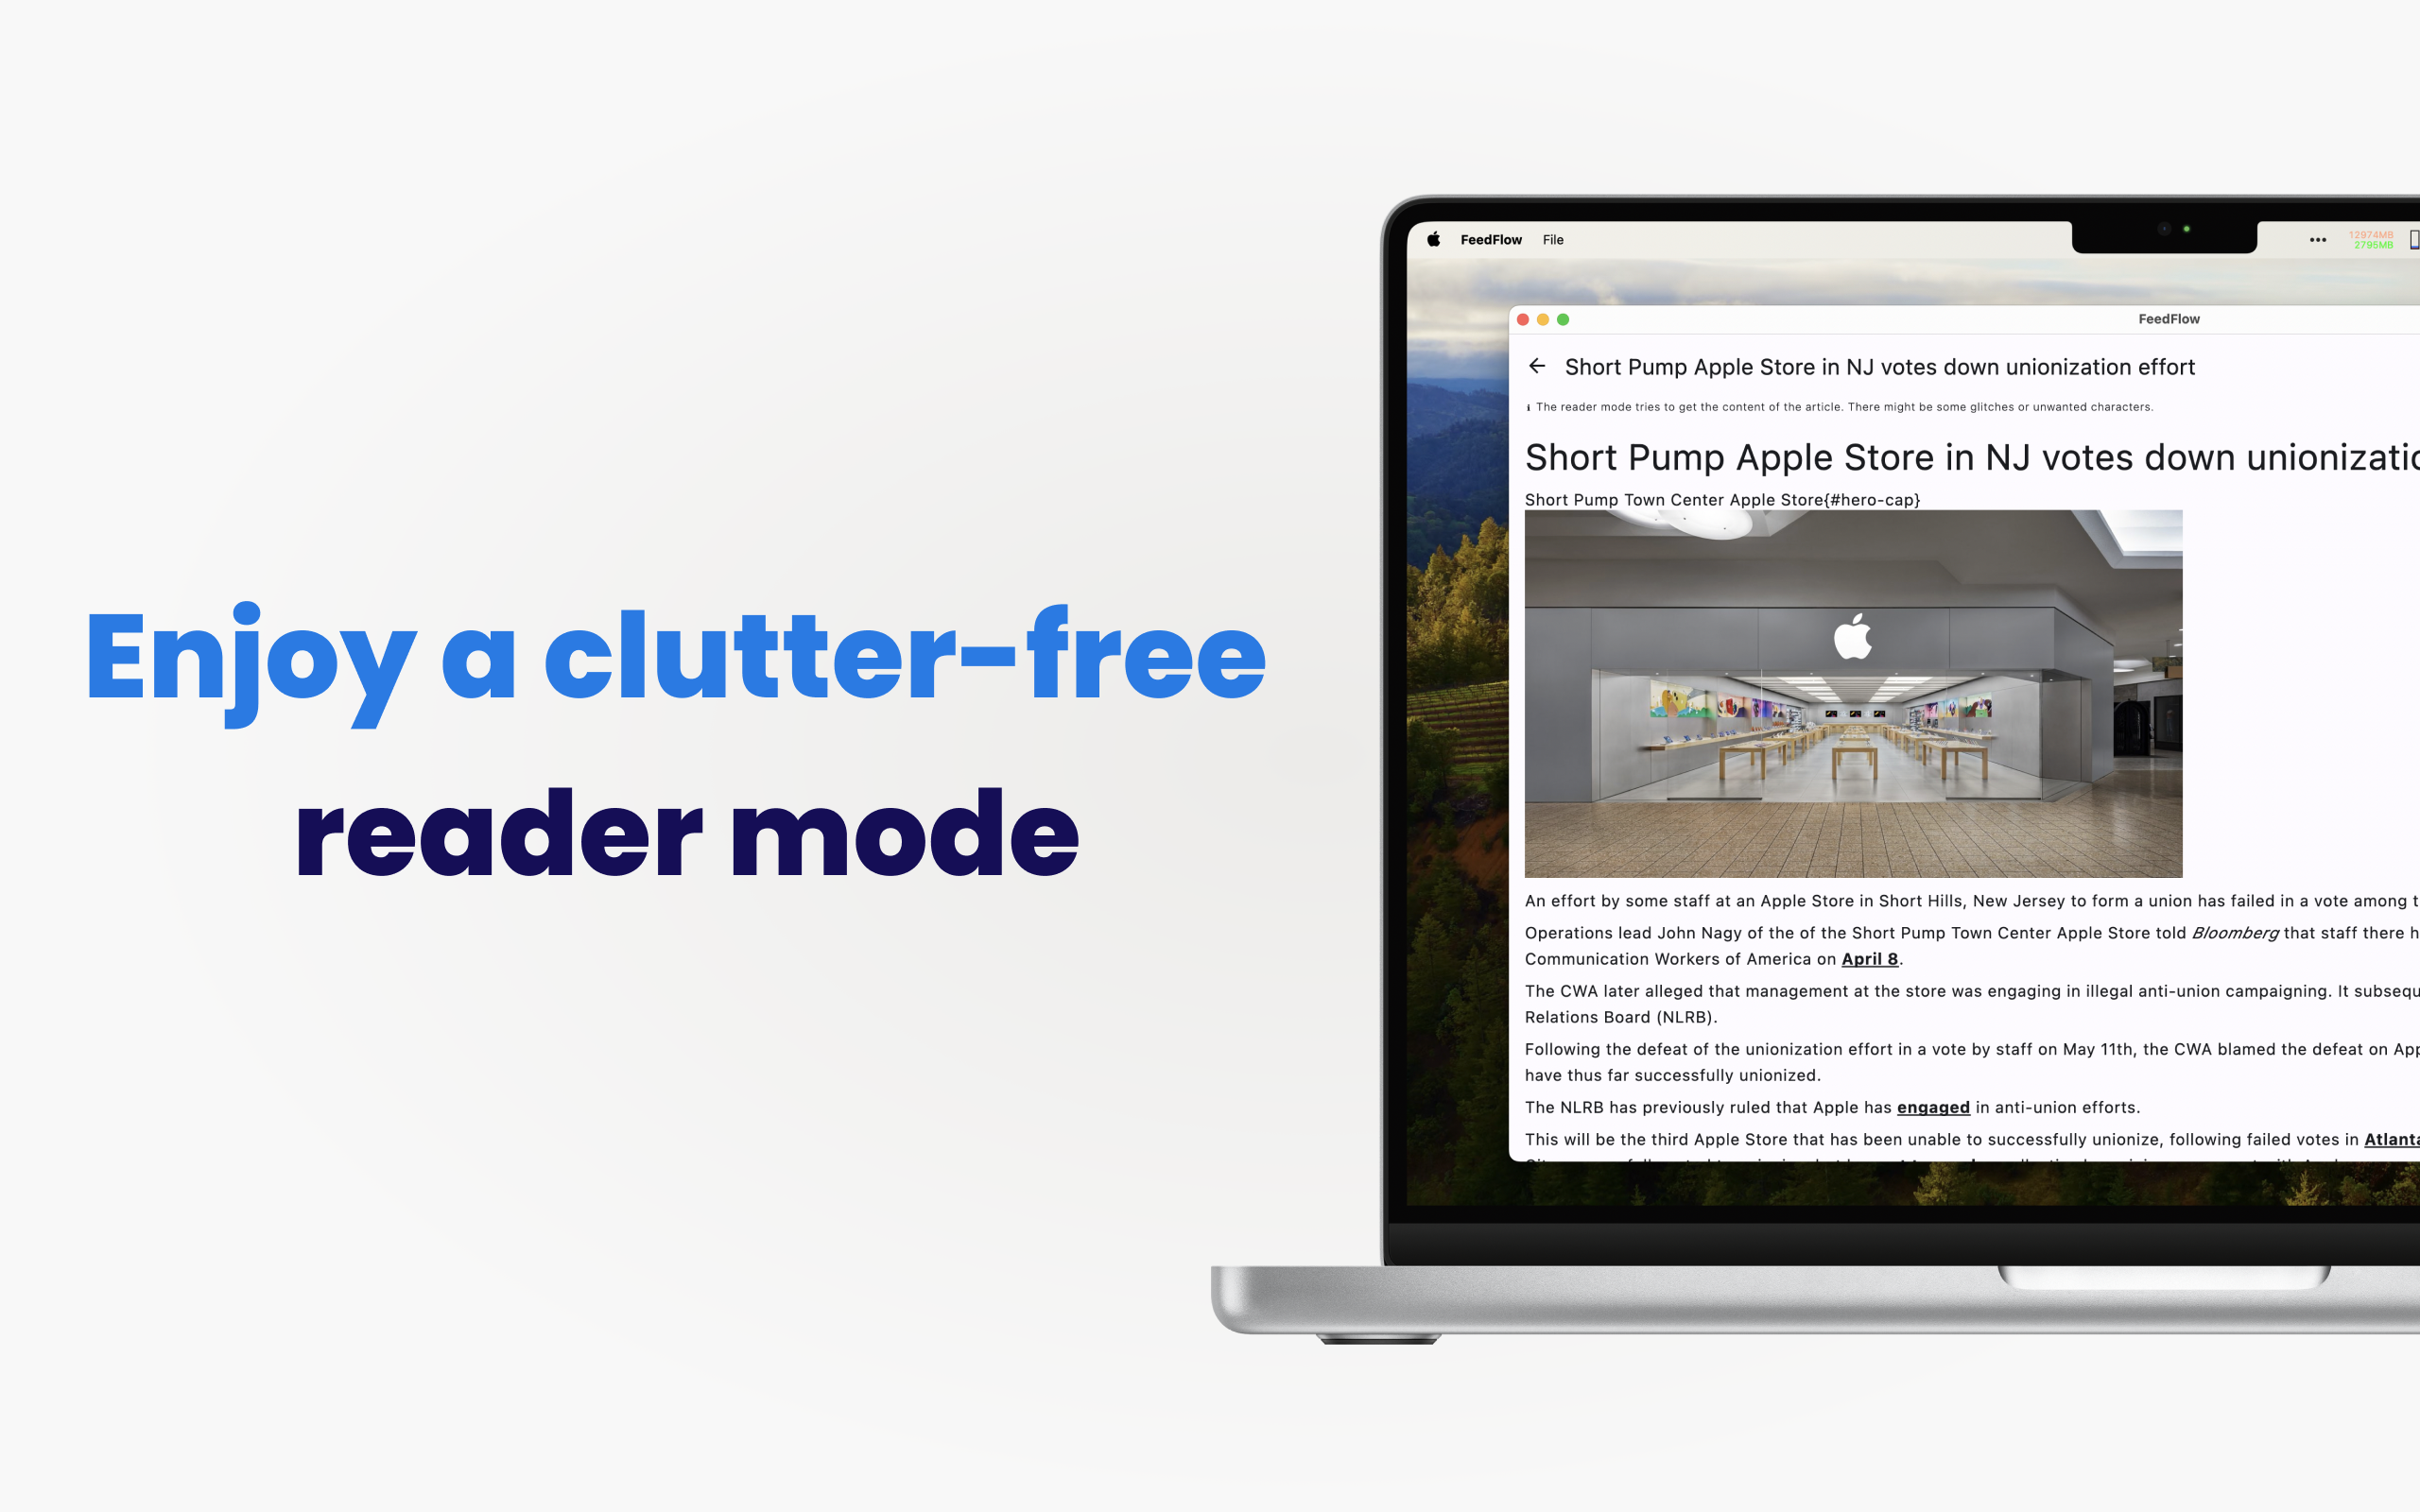 Enjoy a clutter-free
reader mode
FeedFlow File
••• 12974MB
2795MB
FeedFlow
← Short Pump Apple Store in NJ votes down unionization effort
ℹ The reader mode tries to get the content of the article. There might be some glitches or unwanted characters.
Short Pump Apple Store in NJ votes down
Short Pump Town Center Apple Store{#hero-cap}
An effort by some staff at an Apple Store in Short Hills, New Jersey to form a union has failed in a vote among
Operations lead John Nagy of the of the Short Pump Town Center Apple Store told Bloomberg that staff there
Communication Workers of America on April 8.
The CWA later alleged that management at the store was engaging in illegal anti-union campaigning. It
Relations Board (NLRB).
Following the defeat of the unionization effort in a vote by staff on May 11th, the CWA blamed the defeat on
have thus far successfully unionized.
The NLRB has previously ruled that Apple has engaged in anti-union efforts.
This will be the third Apple Store that has been unable to successfully unionize, following failed votes in Atlanta